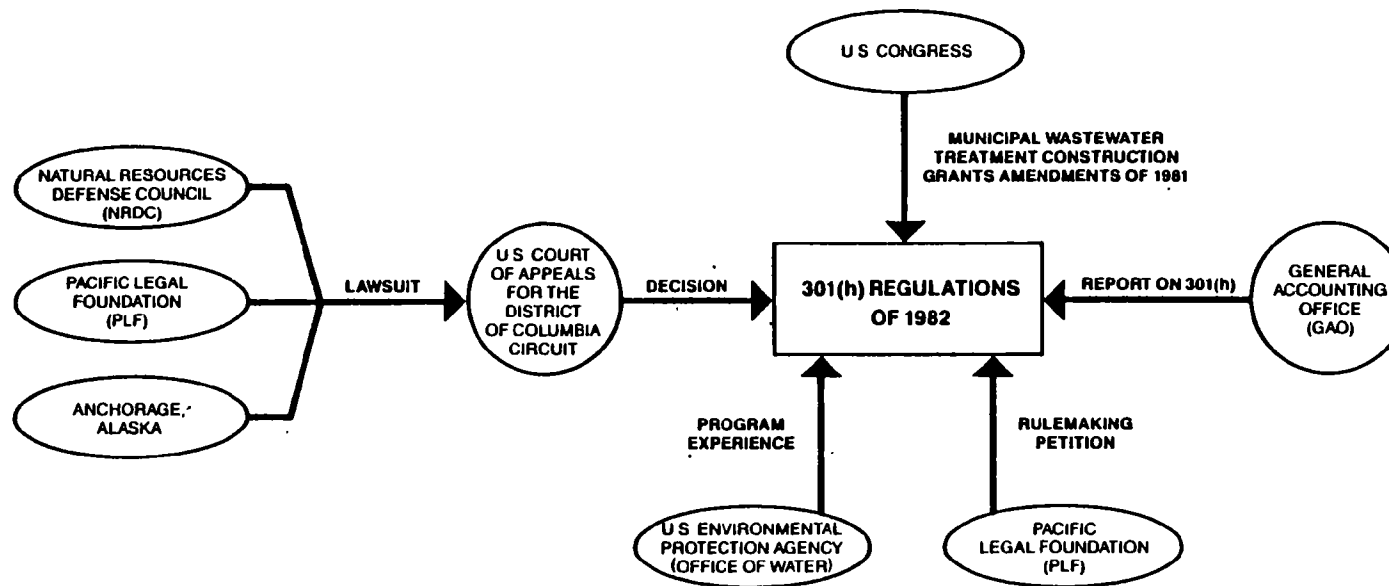 U S CONGRESS
MUNICIPAL WASTEWATER
TREATMENT CONSTRUCTION
GRANTS AMENDMENTS OF 1981
NATURAL RESOURCES
DEFENSE COUNCIL
(NRDC)
PACIFIC LEGAL
FOUNDATION
(PLF)
ANCHORAGE,
ALASKA
LAWSUIT
U S COURT
OF APPEALS
FOR THE
DISTRICT
OF COLUMBIA
CIRCUIT
DECISION
301(h) REGULATIONS
OF 1982
REPORT ON 301(h)
GENERAL
ACCOUNTING
OFFICE
(GAO)
PROGRAM
EXPERIENCE
RULEMAKING
PETITION
U S ENVIRONMENTAL
PROTECTION AGENCY
(OFFICE OF WATER)
PACIFIC
LEGAL FOUNDATION
(PLF)